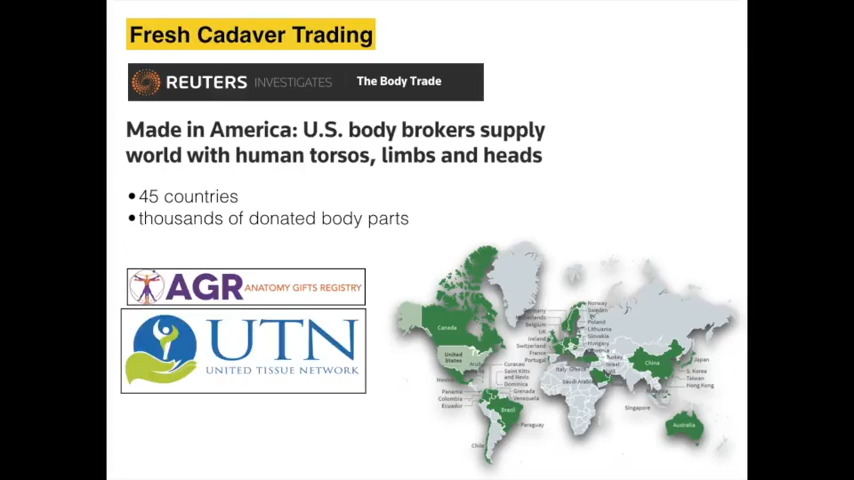 Fresh Cadaver Trading
REUTERS INVESTIGATES The Body Trade
Made in America: U.S. body brokers supply
world with human torsos, limbs and heads
• 45 countries
• thousands of donated body parts
AGR ANATOMY GIFTS REGISTRY
UTN
UNITED TISSUE NETWORK
Canada
United
States
Mexico
Panama
Colombia
Ecuador
Chile
Curacao
Saint Kitts
and Nevis
Dominica
Grenada
Venezuela
Brazil
Paraguay
Germany
Netherlands
Belgium
UK
Ireland
Switzerland
France
Portugal
Italy
Greece
Saudi Arabia
Norway
Sweden
Poland
Lithuania
Slovakia
Hungary
Turkey
Israel
China
Japan
S. Korea
Taiwan
Hong Kong
Singapore
Australia